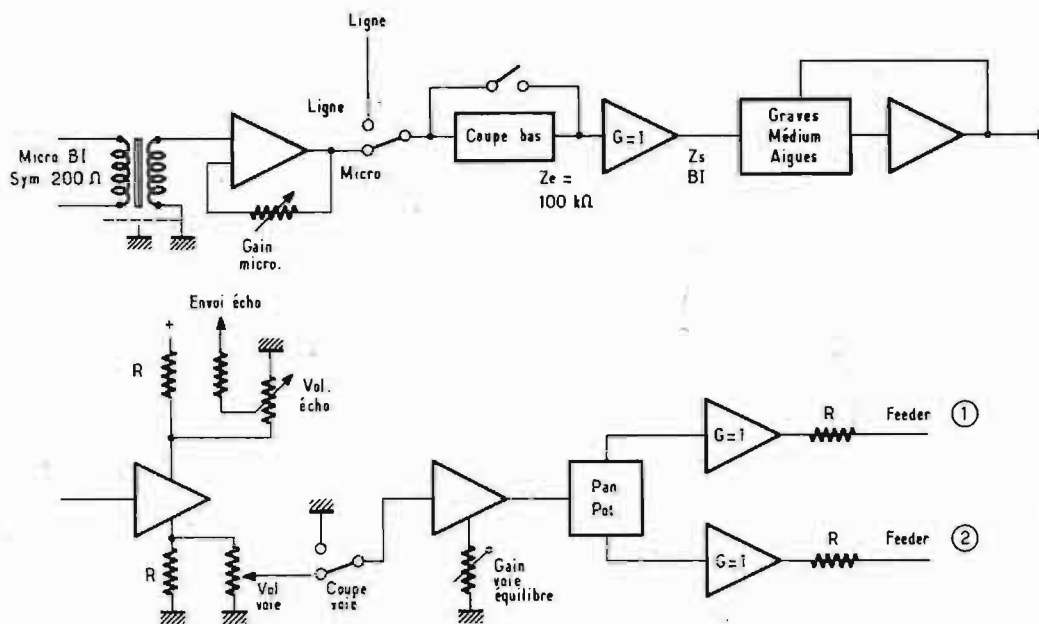 Ligne
Ligne
Micro BI
Sym 200 Ω
Micro
Gain
micro.
Coupe bas
Ze =
100 kΩ
G=1
Zs
BI
Graves
Médium
Aigues
Envoi écho
+
R
Vol.
écho
R
Vol
voie
Coupe
voie
Gain
voie
équilibre
Pan
Pot
G=1
R
Feeder
1
G=1
R
Feeder
2